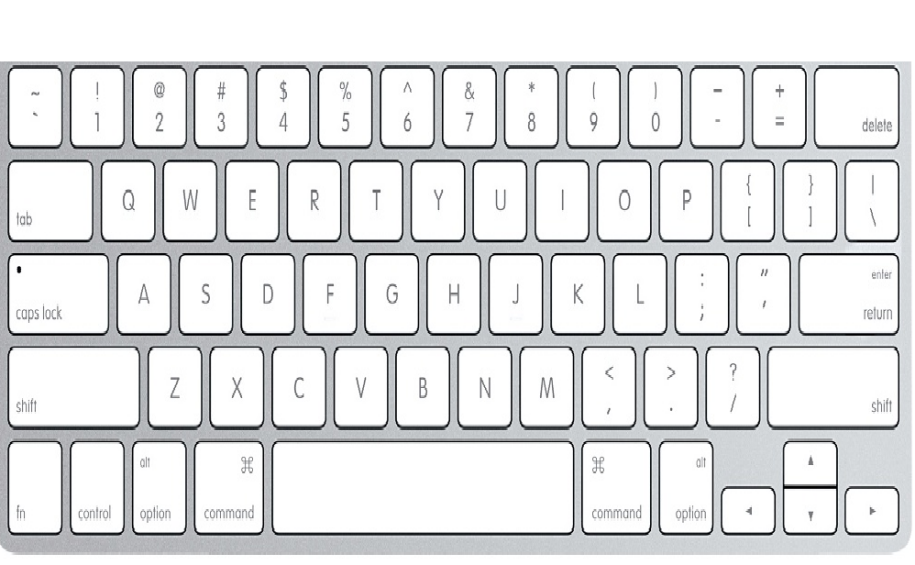 ~ ! @ # $ % ^ & * ( ) – +
` 1 2 3 4 5 6 7 8 9 0 - = delete
tab Q W E R T Y U I O P { [ } ] | \
caps lock A S D F G H J K L : ; " ' enter return
shift Z X C V B N M < , > . ? / shift
fn control alt option ⌘ command ⌘ command alt option ◀ ▲ ▼ ▶